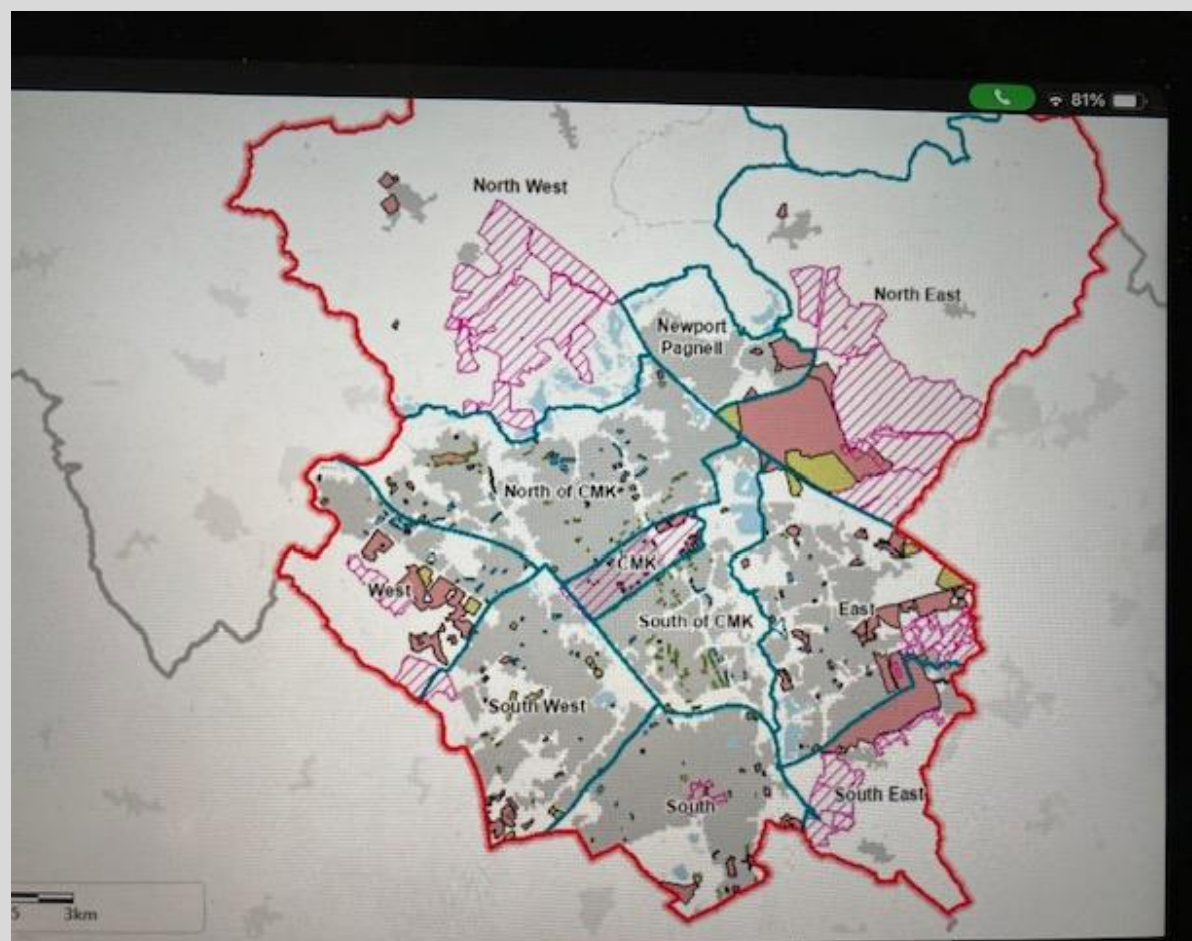 81%
North West
North East
Newport
Pagnell
North of CMK
CMK
West
East
South of CMK
South West
South East
South
5
3km